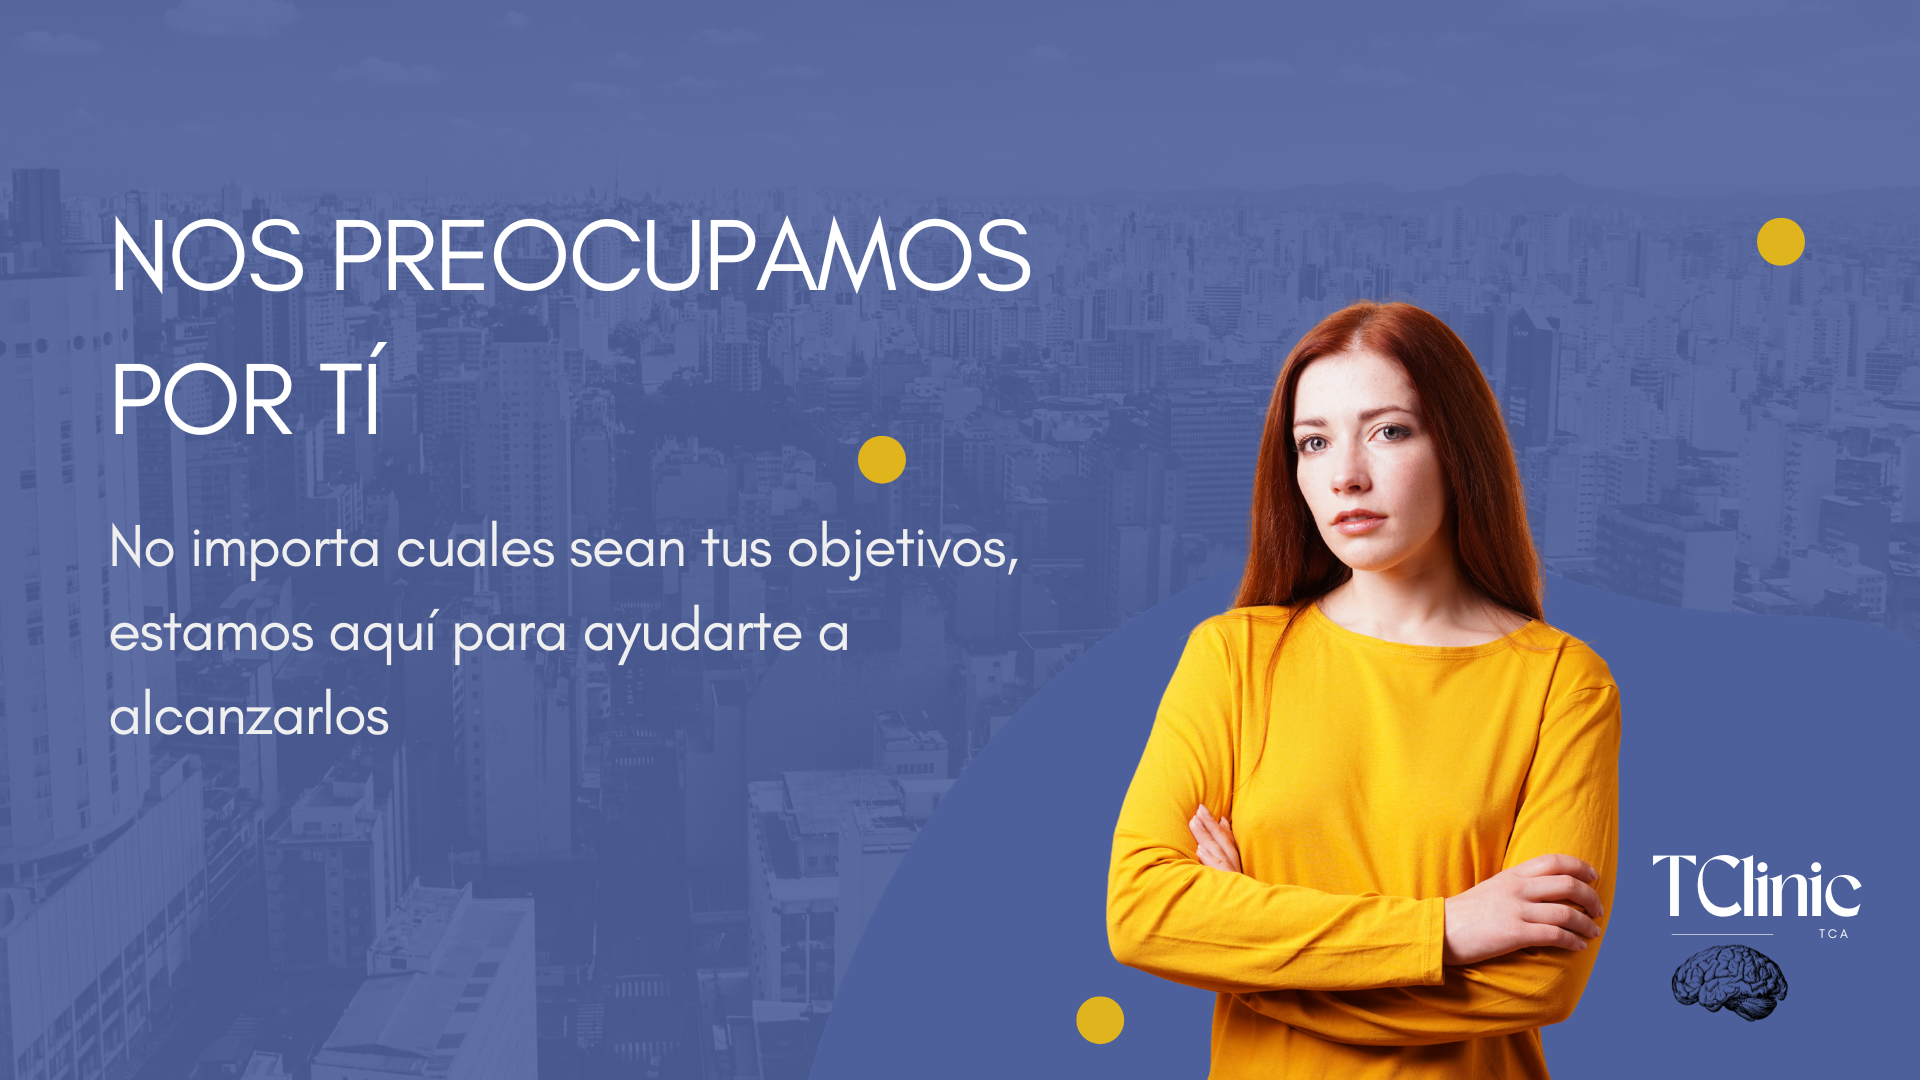 NOS PREOCUPAMOS
POR TÍ
No importa cuales sean tus objetivos,
estamos aquí para ayudarte a
alcanzarlos
TClinic
TCA